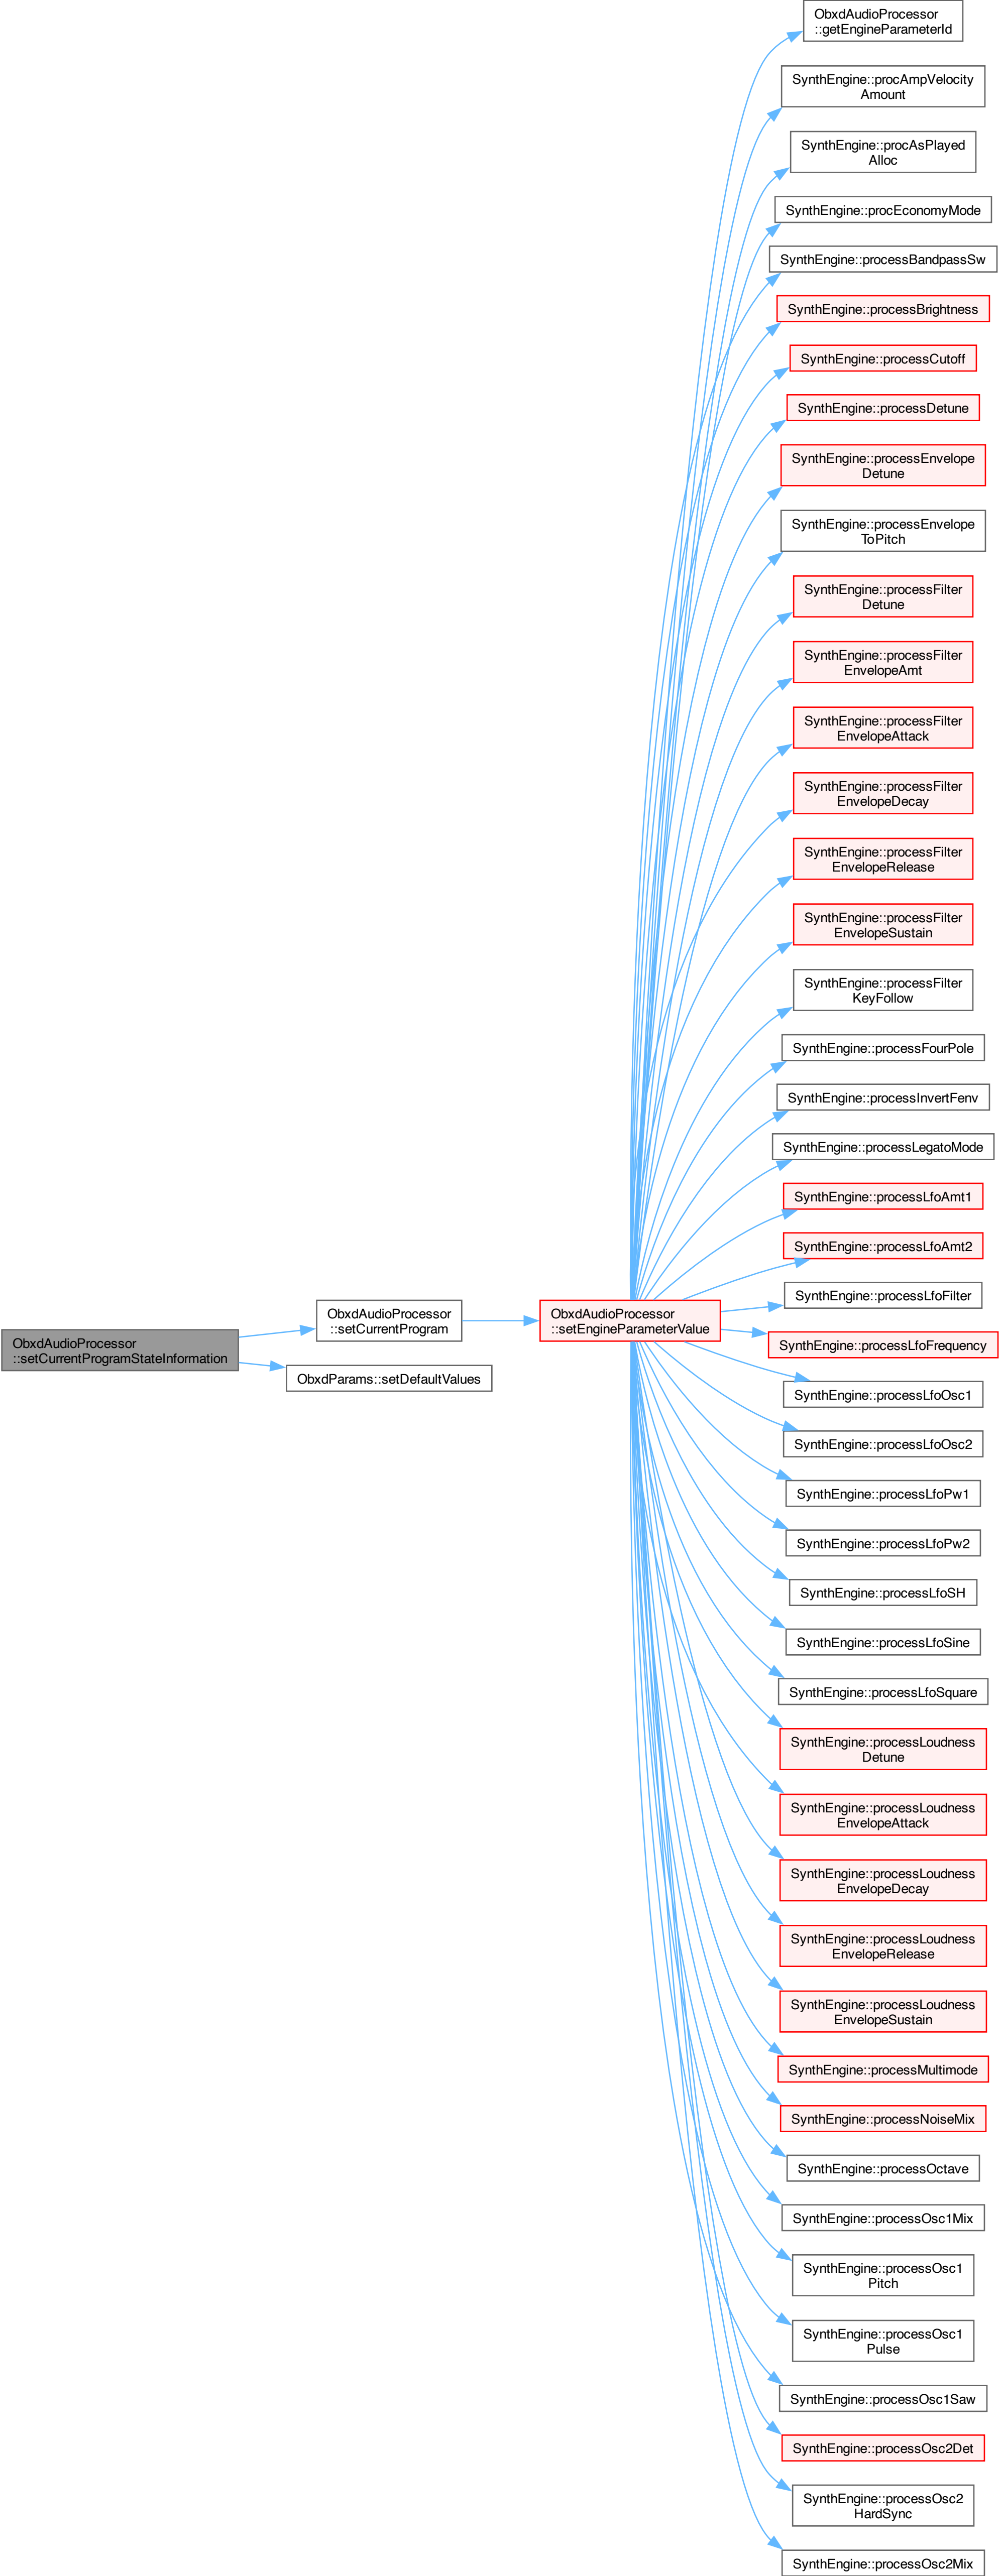 ObxdAudioProcessor
::setCurrentProgramStateInformation
ObxdAudioProcessor
::setCurrentProgram
ObxdParams::setDefaultValues
ObxdAudioProcessor
::setEngineParameterValue
ObxdAudioProcessor
::getEngineParameterId
SynthEngine::procAmpVelocity
Amount
SynthEngine::procAsPlayed
Alloc
SynthEngine::procEconomyMode
SynthEngine::processBandpassSw
SynthEngine::processBrightness
SynthEngine::processCutoff
SynthEngine::processDetune
SynthEngine::processEnvelope
Detune
SynthEngine::processEnvelope
ToPitch
SynthEngine::processFilter
Detune
SynthEngine::processFilter
EnvelopeAmt
SynthEngine::processFilter
EnvelopeAttack
SynthEngine::processFilter
EnvelopeDecay
SynthEngine::processFilter
EnvelopeRelease
SynthEngine::processFilter
EnvelopeSustain
SynthEngine::processFilter
KeyFollow
SynthEngine::processFourPole
SynthEngine::processInvertFenv
SynthEngine::processLegatoMode
SynthEngine::processLfoAmt1
SynthEngine::processLfoAmt2
SynthEngine::processLfoFilter
SynthEngine::processLfoFrequency
SynthEngine::processLfoOsc1
SynthEngine::processLfoOsc2
SynthEngine::processLfoPw1
SynthEngine::processLfoPw2
SynthEngine::processLfoSH
SynthEngine::processLfoSine
SynthEngine::processLfoSquare
SynthEngine::processLoudness
Detune
SynthEngine::processLoudness
EnvelopeAttack
SynthEngine::processLoudness
EnvelopeDecay
SynthEngine::processLoudness
EnvelopeRelease
SynthEngine::processLoudness
EnvelopeSustain
SynthEngine::processMultimode
SynthEngine::processNoiseMix
SynthEngine::processOctave
SynthEngine::processOsc1Mix
SynthEngine::processOsc1
Pitch
SynthEngine::processOsc1
Pulse
SynthEngine::processOsc1Saw
SynthEngine::processOsc2Det
SynthEngine::processOsc2
HardSync
SynthEngine::processOsc2Mix